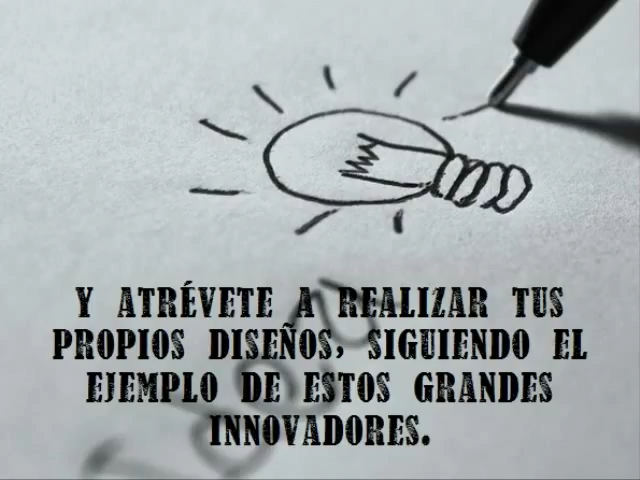 Y ATRÉVETE A REALIZAR TUS
PROPIOS DISEÑOS, SIGUIENDO EL
EJEMPLO DE ESTOS GRANDES
INNOVADORES.